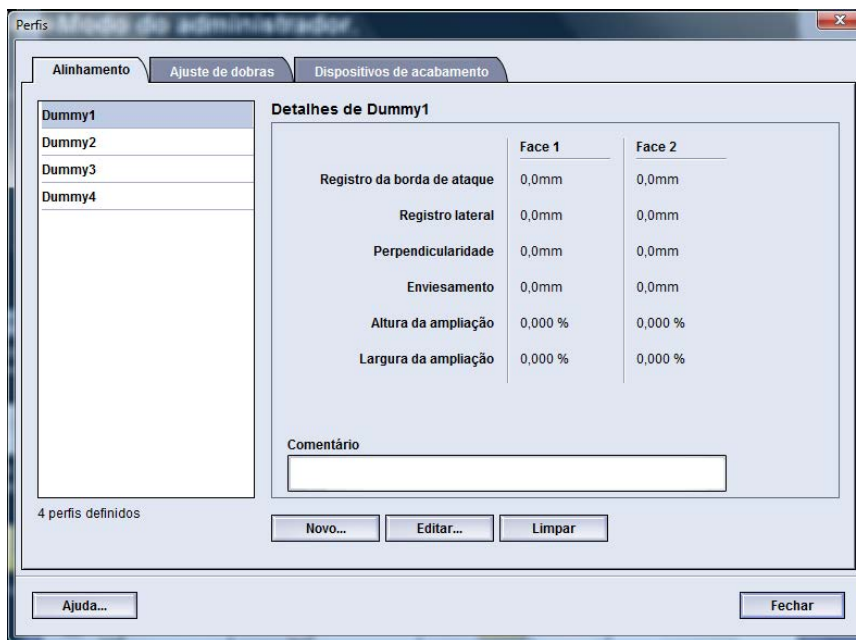 Modo do administrador.
Perfis
Alinhamento
Ajuste de dobras
Dispositivos de acabamento
Dummy1
Dummy2
Dummy3
Dummy4
4 perfis definidos
Detalhes de Dummy1
Face 1 Face 2
Registro da borda de ataque 0,0mm 0,0mm
Registro lateral 0,0mm 0,0mm
Perpendicularidade 0,0mm 0,0mm
Enviesamento 0,0mm 0,0mm
Altura da ampliação 0,000 % 0,000 %
Largura da ampliação 0,000 % 0,000 %
Comentário
Novo... Editar... Limpar
Ajuda... Fechar